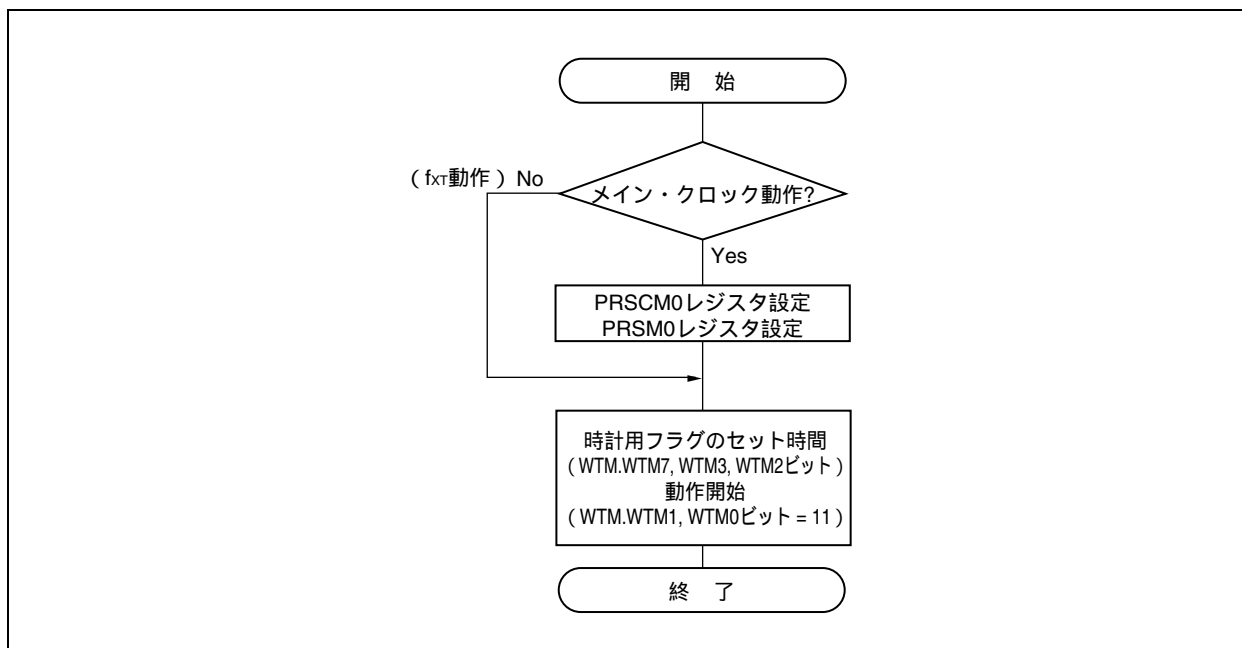 開 始
メイン・クロック動作?
（fXT動作）No
Yes
PRSCM0レジスタ設定
PRSM0レジスタ設定
時計用フラグのセット時間
（WTM.WTM7, WTM3, WTM2ビット）
動作開始
（WTM.WTM1, WTM0ビット = 11）
終 了